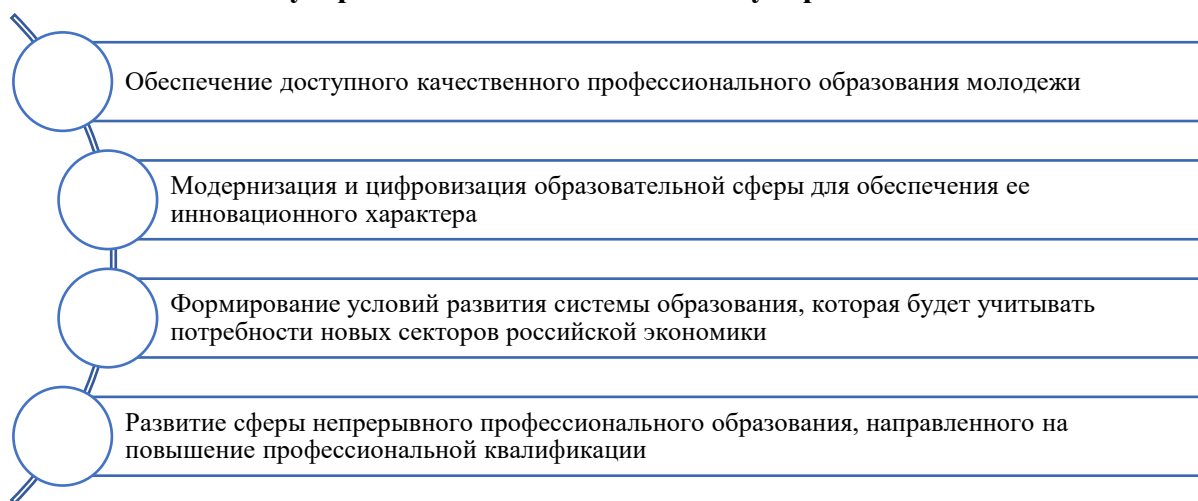 Обеспечение доступного качественного профессионального образования молодежи
Модернизация и цифровизация образовательной сферы для обеспечения ее
инновационного характера
Формирование условий развития системы образования, которая будет учитывать
потребности новых секторов российской экономики
Развитие сферы непрерывного профессионального образования, направленного на
повышение профессиональной квалификации